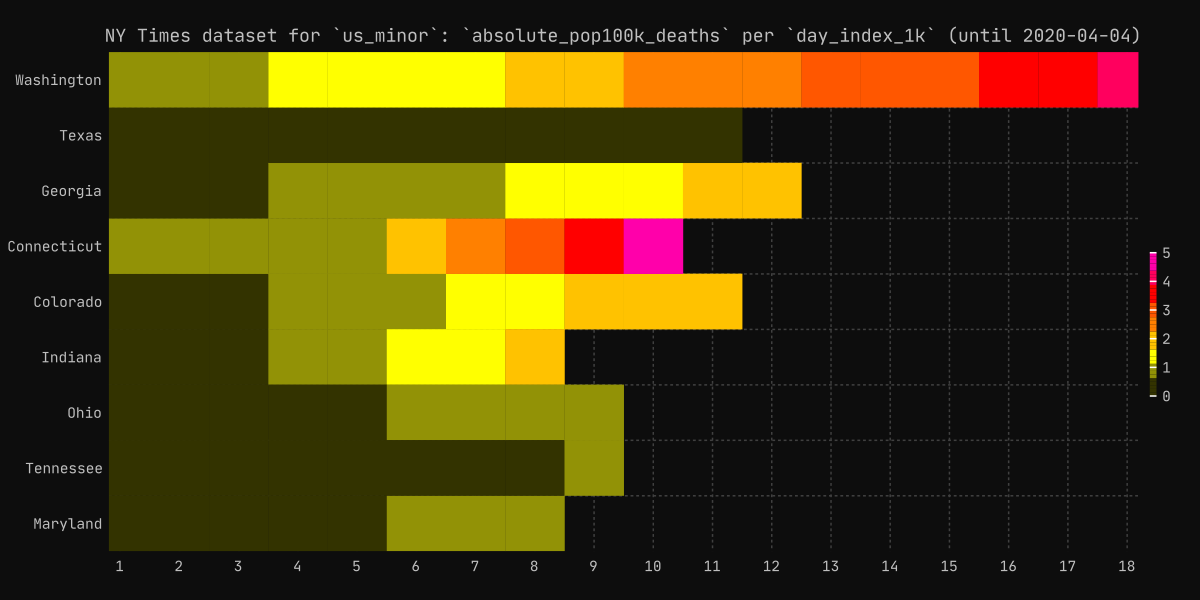 NY Times dataset for `us_minor`: `absolute_pop100k_deaths` per `day_index_1k` (until 2020-04-04)
Washington
Texas
Georgia
Connecticut
Colorado
Indiana
Ohio
Tennessee
Maryland
5
4
3
2
1
0
1 2 3 4 5 6 7 8 9 10 11 12 13 14 15 16 17 18